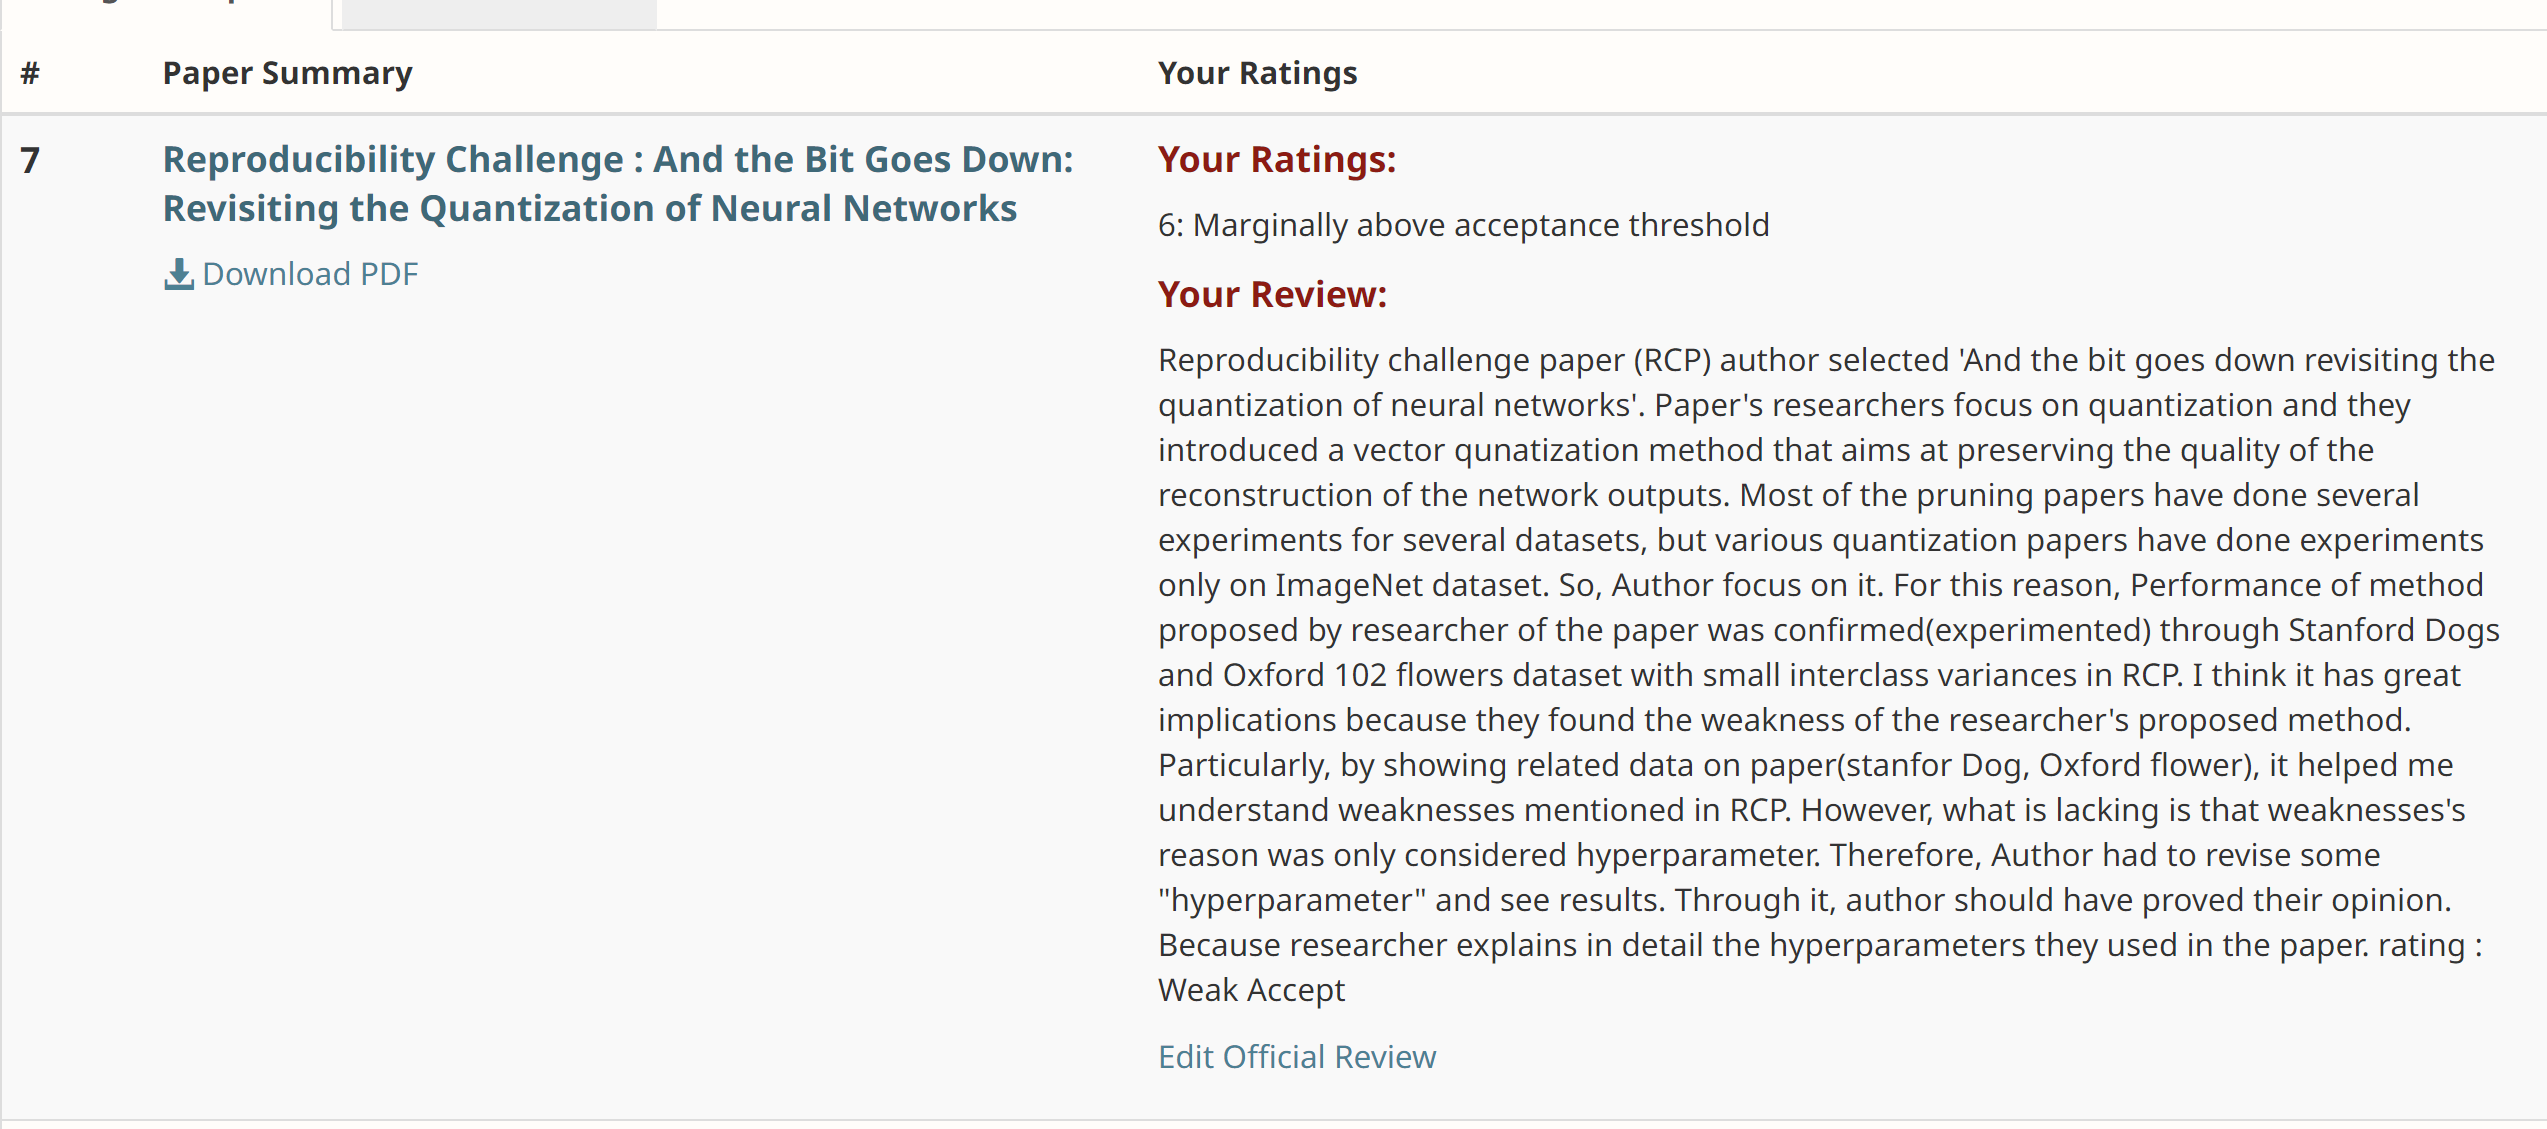 # Paper Summary Your Ratings
7 Reproducibility Challenge : And the Bit Goes Down:
Revisiting the Quantization of Neural Networks
Download PDF
Your Ratings:
6: Marginally above acceptance threshold
Your Review:
Reproducibility challenge paper (RCP) author selected 'And the bit goes down revisiting the
quantization of neural networks'. Paper's researchers focus on quantization and they
introduced a vector qunatization method that aims at preserving the quality of the
reconstruction of the network outputs. Most of the pruning papers have done several
experiments for several datasets, but various quantization papers have done experiments
only on ImageNet dataset. So, Author focus on it. For this reason, Performance of method
proposed by researcher of the paper was confirmed(experimented) through Stanford Dogs
and Oxford 102 flowers dataset with small interclass variances in RCP. I think it has great
implications because they found the weakness of the researcher's proposed method.
Particularly, by showing related data on paper(stanfor Dog, Oxford flower), it helped me
understand weaknesses mentioned in RCP. However, what is lacking is that weaknesses's
reason was only considered hyperparameter. Therefore, Author had to revise some
"hyperparameter" and see results. Through it, author should have proved their opinion.
Because researcher explains in detail the hyperparameters they used in the paper. rating :
Weak Accept
Edit Official Review